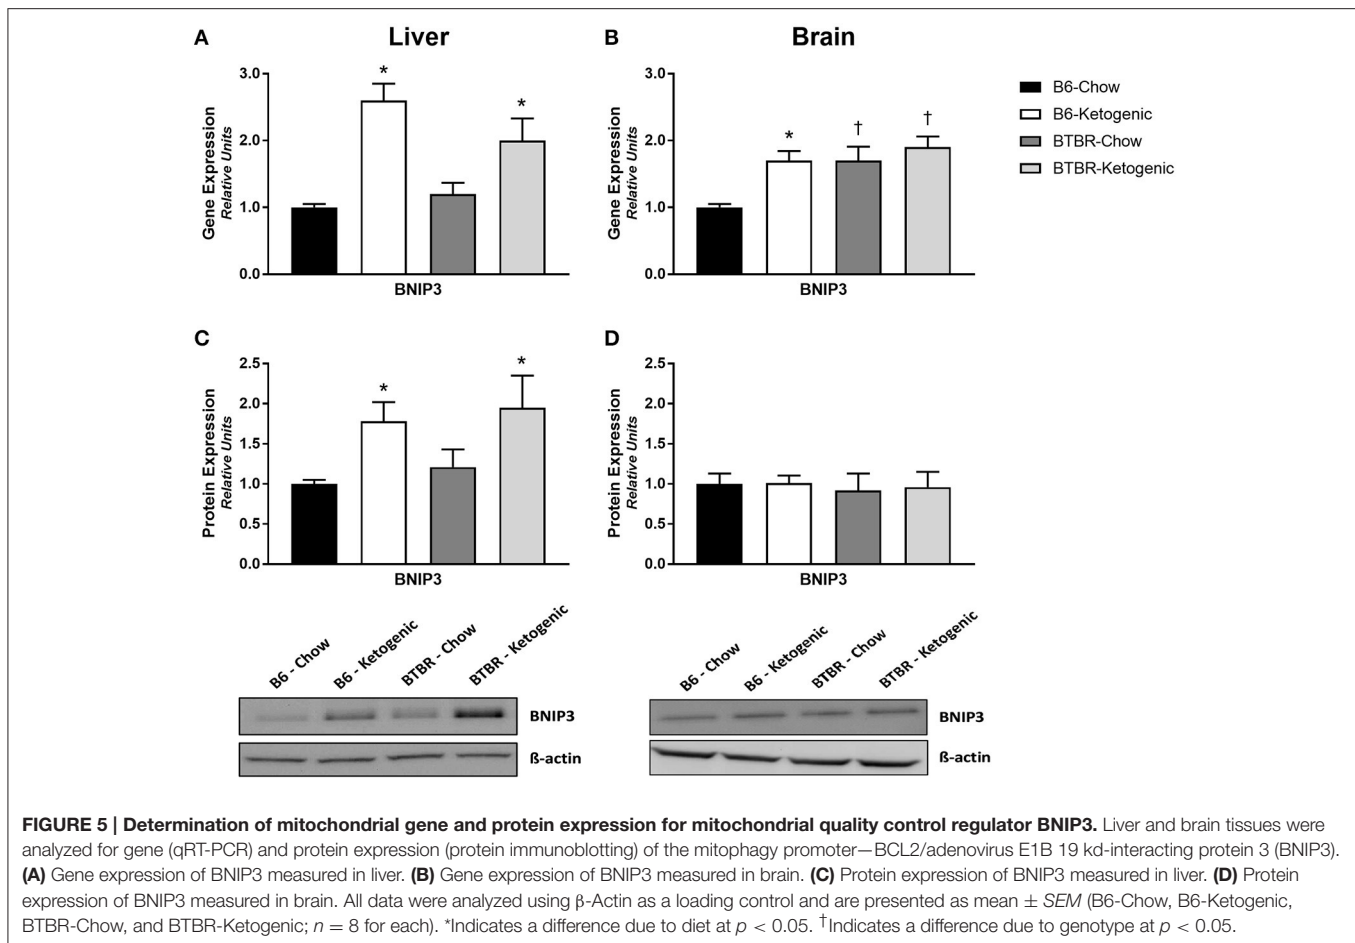 A
Liver
B
Brain
3.0
2.0
1.0
0.0
Gene Expression
Relative Units
*
*
BNIP3
3.0
2.0
1.0
0.0
Gene Expression
Relative Units
*
†
†
BNIP3
B6-Chow
B6-Ketogenic
BTBR-Chow
BTBR-Ketogenic
C
2.5
2.0
1.5
1.0
0.5
0.0
Protein Expression
Relative Units
*
*
BNIP3
D
2.5
2.0
1.5
1.0
0.5
0.0
Protein Expression
Relative Units
BNIP3
B6 - Chow
B6 - Ketogenic
BTBR - Chow
BTBR - Ketogenic
BNIP3
ß-actin
B6 - Chow
B6 - Ketogenic
BTBR - Chow
BTBR - Ketogenic
BNIP3
ß-actin
FIGURE 5 | Determination of mitochondrial gene and protein expression for mitochondrial quality control regulator BNIP3. Liver and brain tissues were
analyzed for gene (qRT-PCR) and protein expression (protein immunoblotting) of the mitophagy promoter—BCL2/adenovirus E1B 19 kd-interacting protein 3 (BNIP3).
(A) Gene expression of BNIP3 measured in liver. (B) Gene expression of BNIP3 measured in brain. (C) Protein expression of BNIP3 measured in liver. (D) Protein
expression of BNIP3 measured in brain. All data were analyzed using β-Actin as a loading control and are presented as mean ± SEM (B6-Chow, B6-Ketogenic,
BTBR-Chow, and BTBR-Ketogenic; n = 8 for each). *Indicates a difference due to diet at p < 0.05. †Indicates a difference due to genotype at p < 0.05.